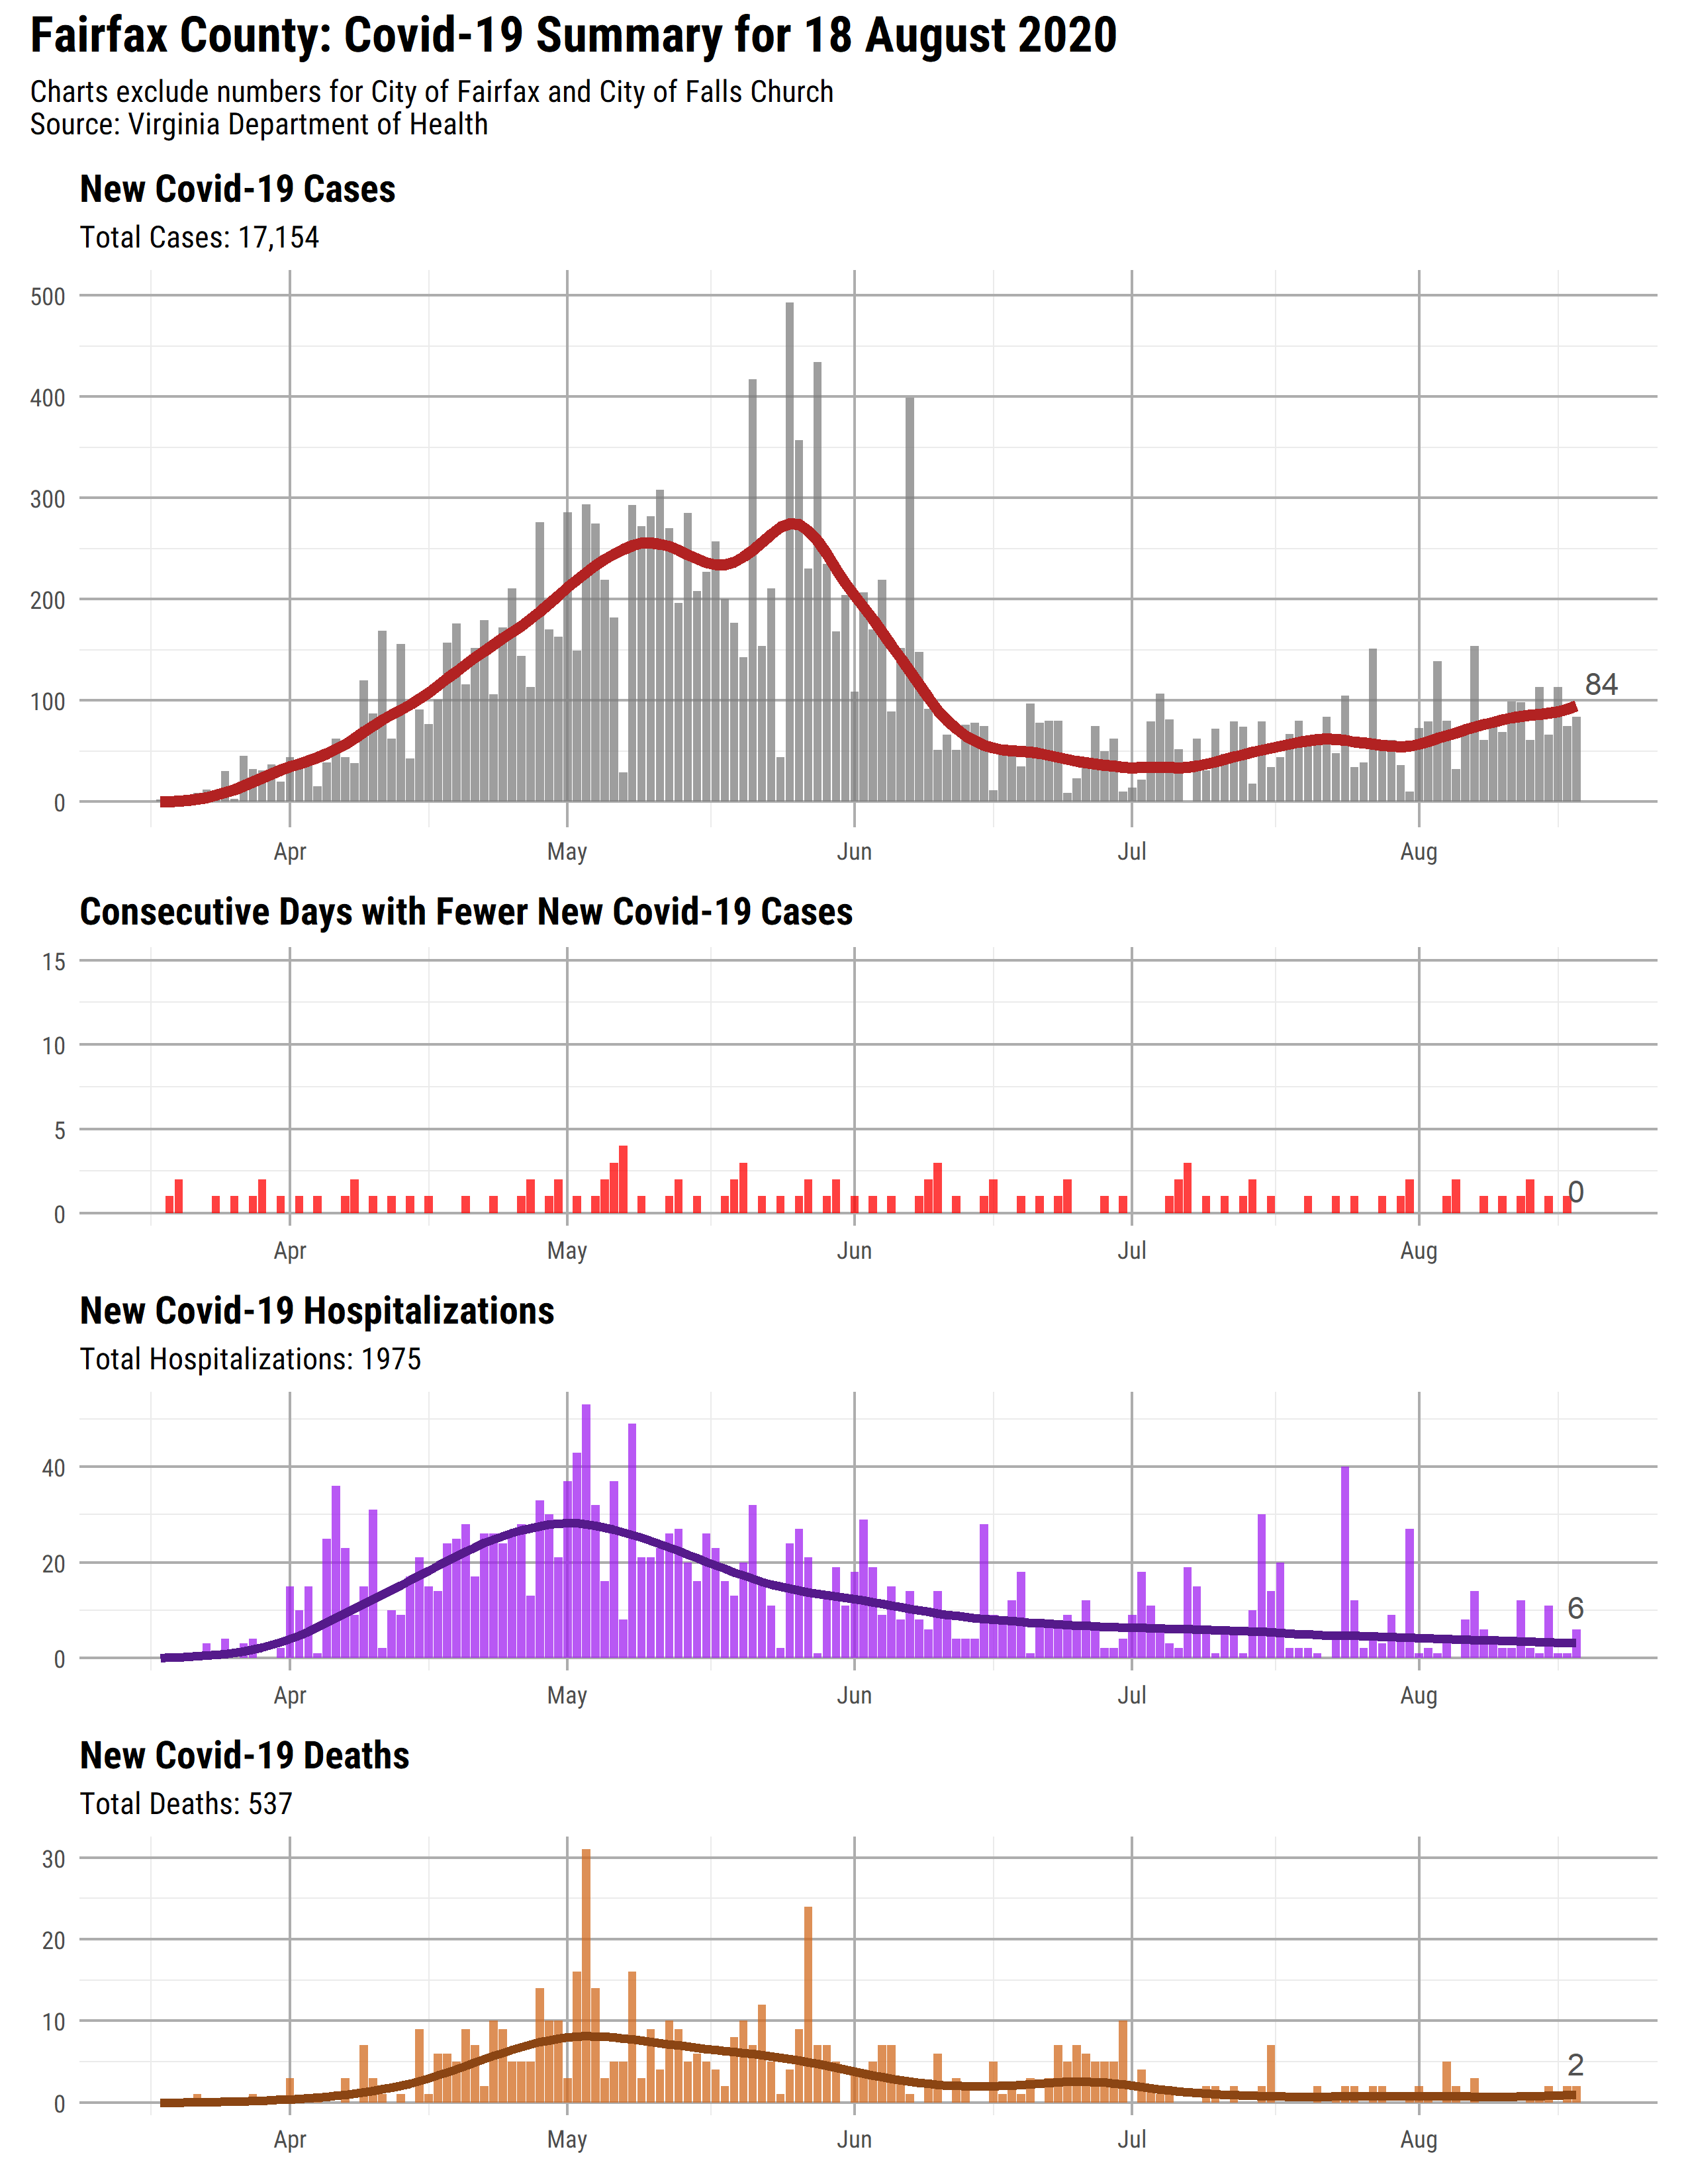 Fairfax County: Covid-19 Summary for 18 August 2020
Charts exclude numbers for City of Fairfax and City of Falls Church
Source: Virginia Department of Health
New Covid-19 Cases
Total Cases: 17,154
500
400
300
200
100
0
84
Apr May Jun Jul Aug
Consecutive Days with Fewer New Covid-19 Cases
15
10
5
0
0
Apr May Jun Jul Aug
New Covid-19 Hospitalizations
Total Hospitalizations: 1975
40
20
0
6
Apr May Jun Jul Aug
New Covid-19 Deaths
Total Deaths: 537
30
20
10
0
2
Apr May Jun Jul Aug